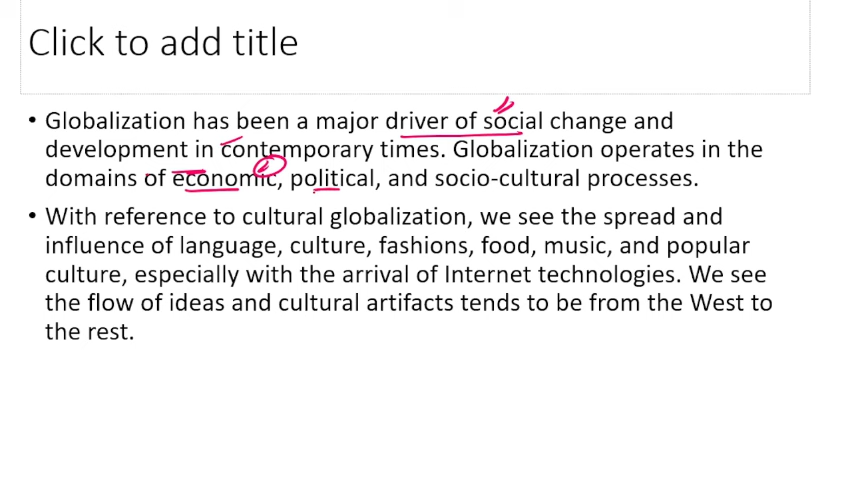 Click to add title
• Globalization has been a major driver of social change and
development in contemporary times. Globalization operates in the
domains of economic, political, and socio-cultural processes.
• With reference to cultural globalization, we see the spread and
influence of language, culture, fashions, food, music, and popular
culture, especially with the arrival of Internet technologies. We see
the flow of ideas and cultural artifacts tends to be from the West to
the rest.